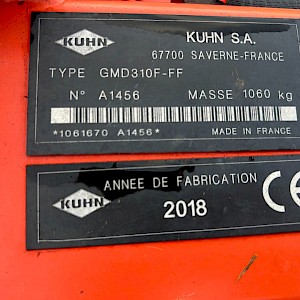 KUHN
KUHN S.A.
67700 SAVERNE-FRANCE
TYPE GMD310F-FF
N° A1456 MASSE 1060 kg
*1061670 A1456* MADE IN FRANCE
KUHN
ANNEE DE FABRICATION
2018
CE